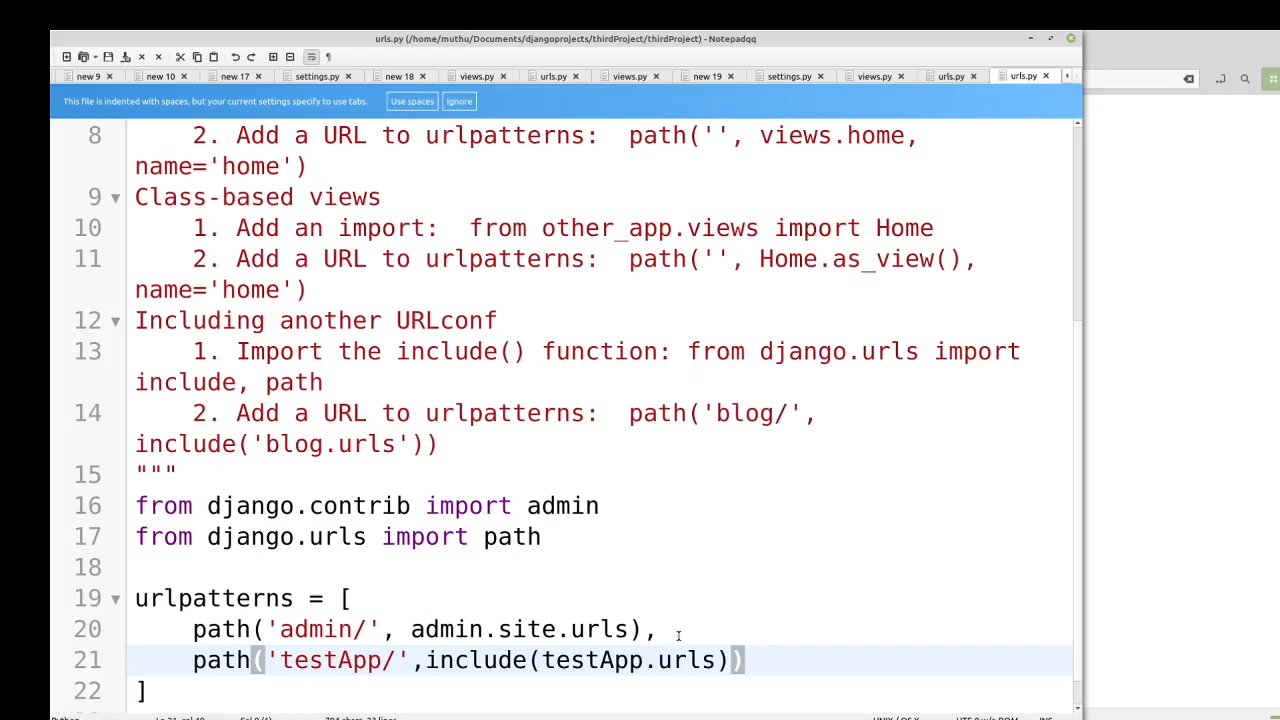 urls.py (/home/muthu/Documents/djangoprojects/thirdProject/thirdProject) - Notepadqq
new 9 new 10 new 17 settings.py new 18 views.py urls.py views.py new 19 settings.py views.py urls.py urls.py
This file is indented with spaces, but your current settings specify to use tabs. Use spaces Ignore
8 2. Add a URL to urlpatterns:  path('', views.home,
name='home')
9 Class-based views
10 1. Add an import:  from other_app.views import Home
11 2. Add a URL to urlpatterns:  path('', Home.as_view(),
name='home')
12 Including another URLconf
13 1. Import the include() function: from django.urls import
include, path
14 2. Add a URL to urlpatterns:  path('blog/',
include('blog.urls'))
15 """
16 from django.contrib import admin
17 from django.urls import path
18
19 urlpatterns = [
20 path('admin/', admin.site.urls),
21 path('testApp/',include(testApp.urls))
22 ]